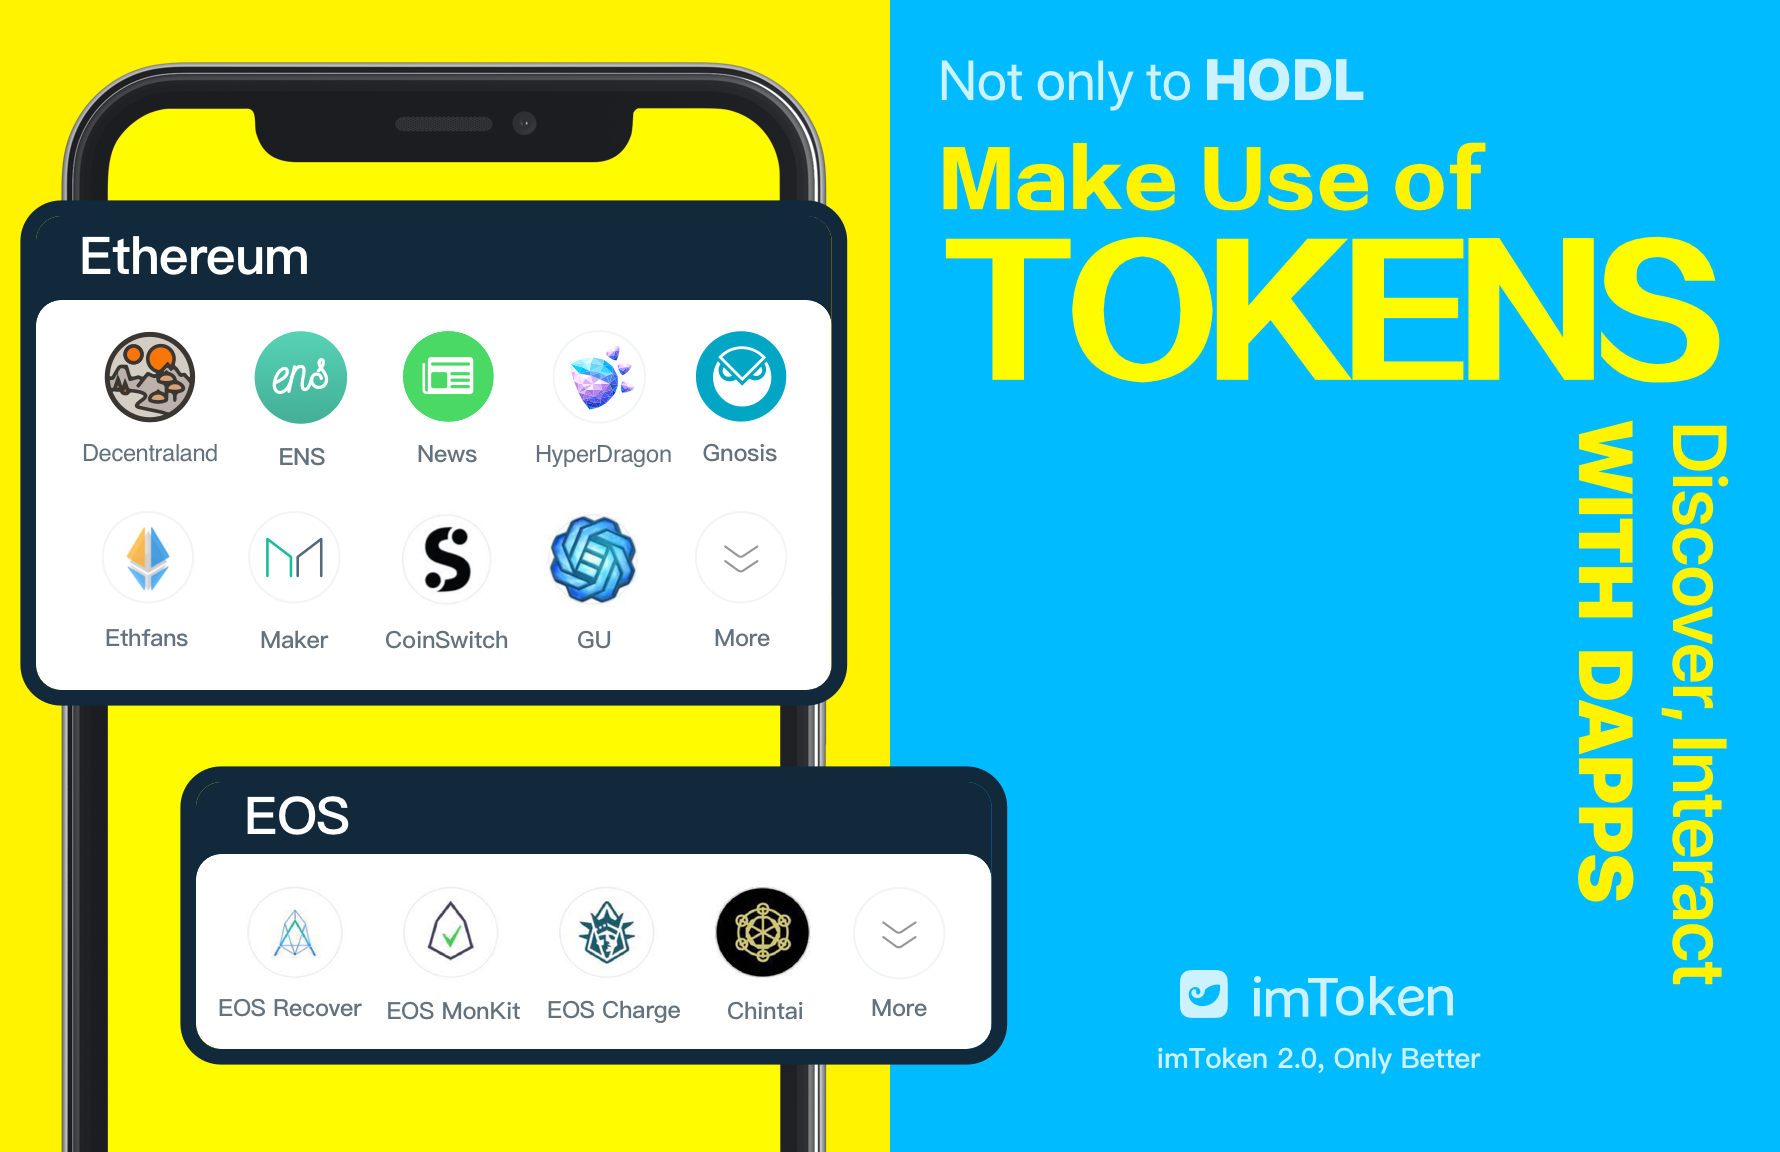 Ethereum
ens
Decentraland ENS News HyperDragon Gnosis
Ethfans Maker CoinSwitch GU More
EOS
EOS Recover EOS MonKit EOS Charge Chintai More
Not only to HODL
Make Use of
TOKENS
Discover, Interact
WITH DAPPS
imToken
imToken 2.0, Only Better